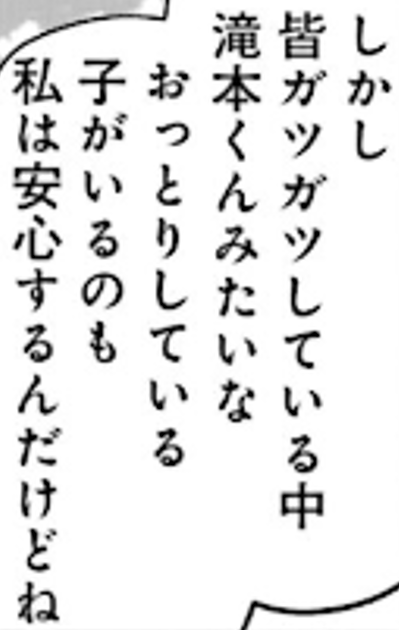 しかし
皆ガツガツしている中
滝本くんみたいな
おっとりしている
子がいるのも
私は安心するんだけどね